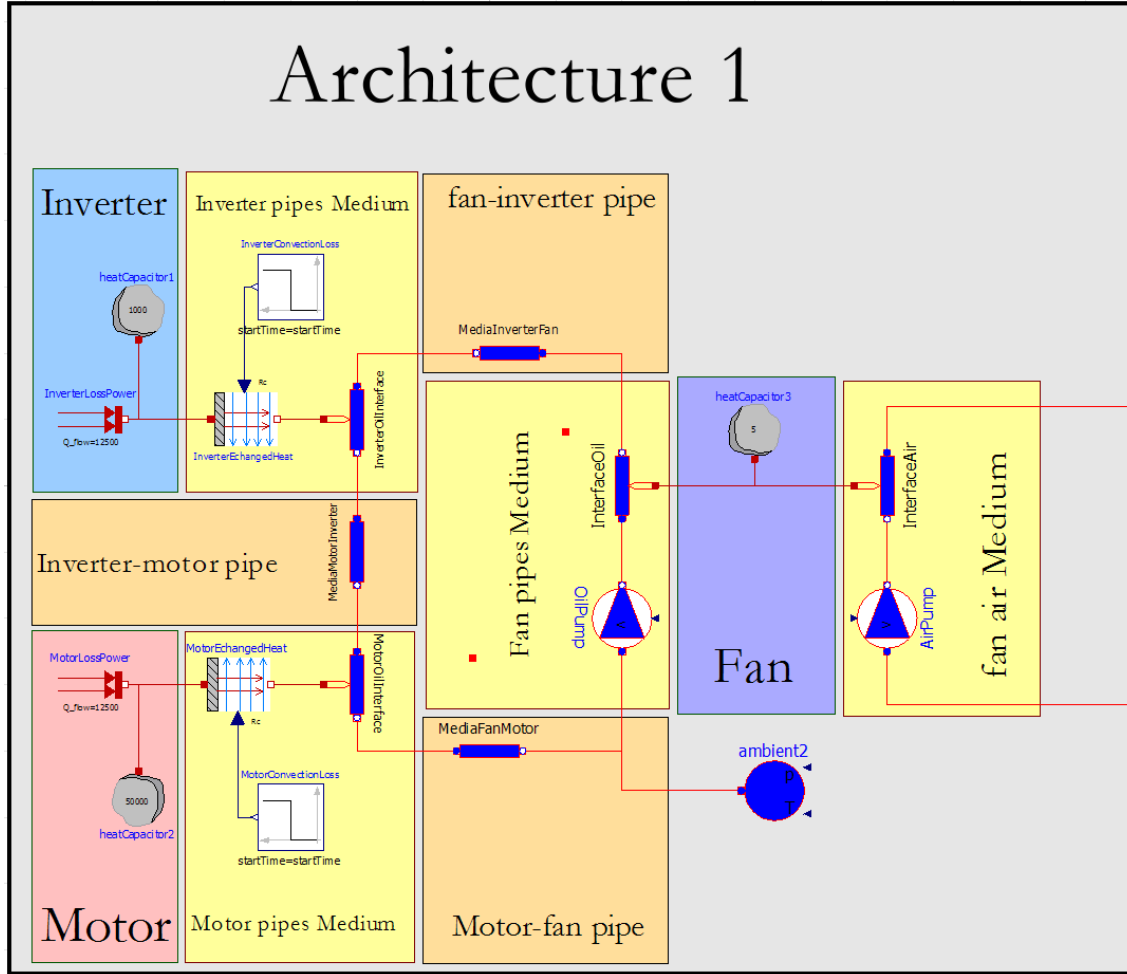 Architecture 1
Inverter
Inverter pipes Medium
fan-inverter pipe
InverterConvectionLoss
heatCapacitor1
1000
startTime=startTime
MediaInverterFan
Rc
InverterLossPower
Q_flow=12500
InverterEchangedHeat
InverterOilInterface
heatCapacitor3
5
Fan pipes Medium
InterfaceOil
InterfaceAir
fan air Medium
Inverter-motor pipe
MediaMotorInverter
OilPump
AirPump
Fan
MotorLossPower
Q_flow=12500
MotorEchangedHeat
Rc
MotorOilInterface
MediaFanMotor
ambient2
p
T
MotorConvectionLoss
50000
heatCapacitor2
startTime=startTime
Motor
Motor pipes Medium
Motor-fan pipe